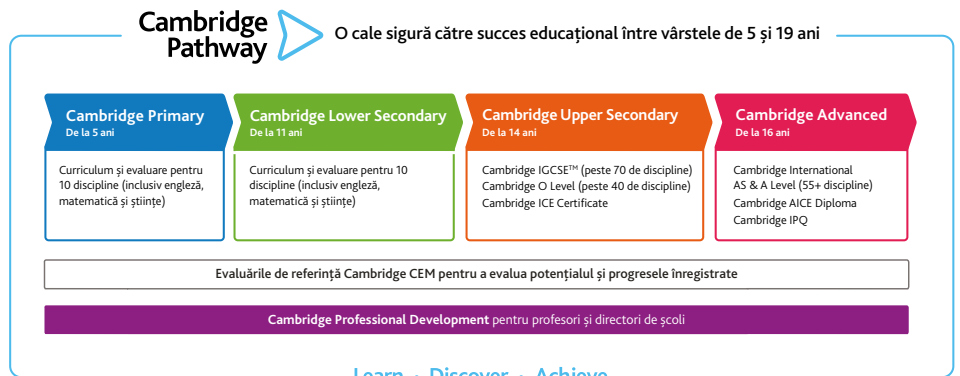 Cambridge
Pathway
O cale sigură către succes educațional între vârstele de 5 și 19 ani
Cambridge Primary
De la 5 ani
Curriculum și evaluare pentru
10 discipline (inclusiv engleză,
matematică și științe)
Cambridge Lower Secondary
De la 11 ani
Curriculum și evaluare pentru 10
discipline (inclusiv engleză,
matematică și științe)
Cambridge Upper Secondary
De la 14 ani
Cambridge IGCSE™ (peste 70 de discipline)
Cambridge O Level (peste 40 de discipline)
Cambridge ICE Certificate
Cambridge Advanced
De la 16 ani
Cambridge International
AS & A Level (55+ discipline)
Cambridge AICE Diploma
Cambridge IPQ
Evaluările de referință Cambridge CEM pentru a evalua potențialul și progresele înregistrate
Cambridge Professional Development pentru profesori și directori de școli
Learn · Discover · Achieve